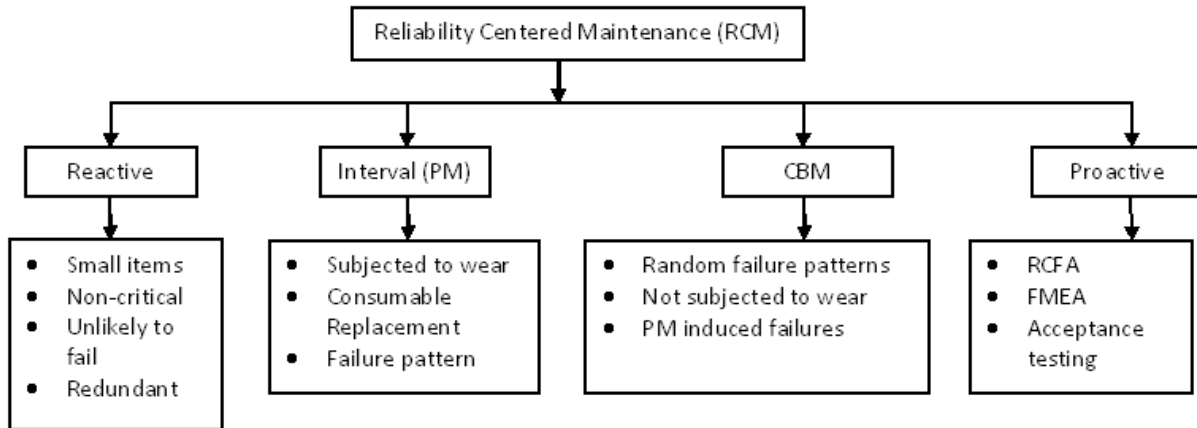 Reliability Centered Maintenance (RCM)
Reactive
Interval (PM)
CBM
Proactive
• Small items
• Non-critical
• Unlikely to
fail
• Redundant
• Subjected to wear
• Consumable
Replacement
• Failure pattern
• Random failure patterns
• Not subjected to wear
• PM induced failures
• RCFA
• FMEA
• Acceptance
testing